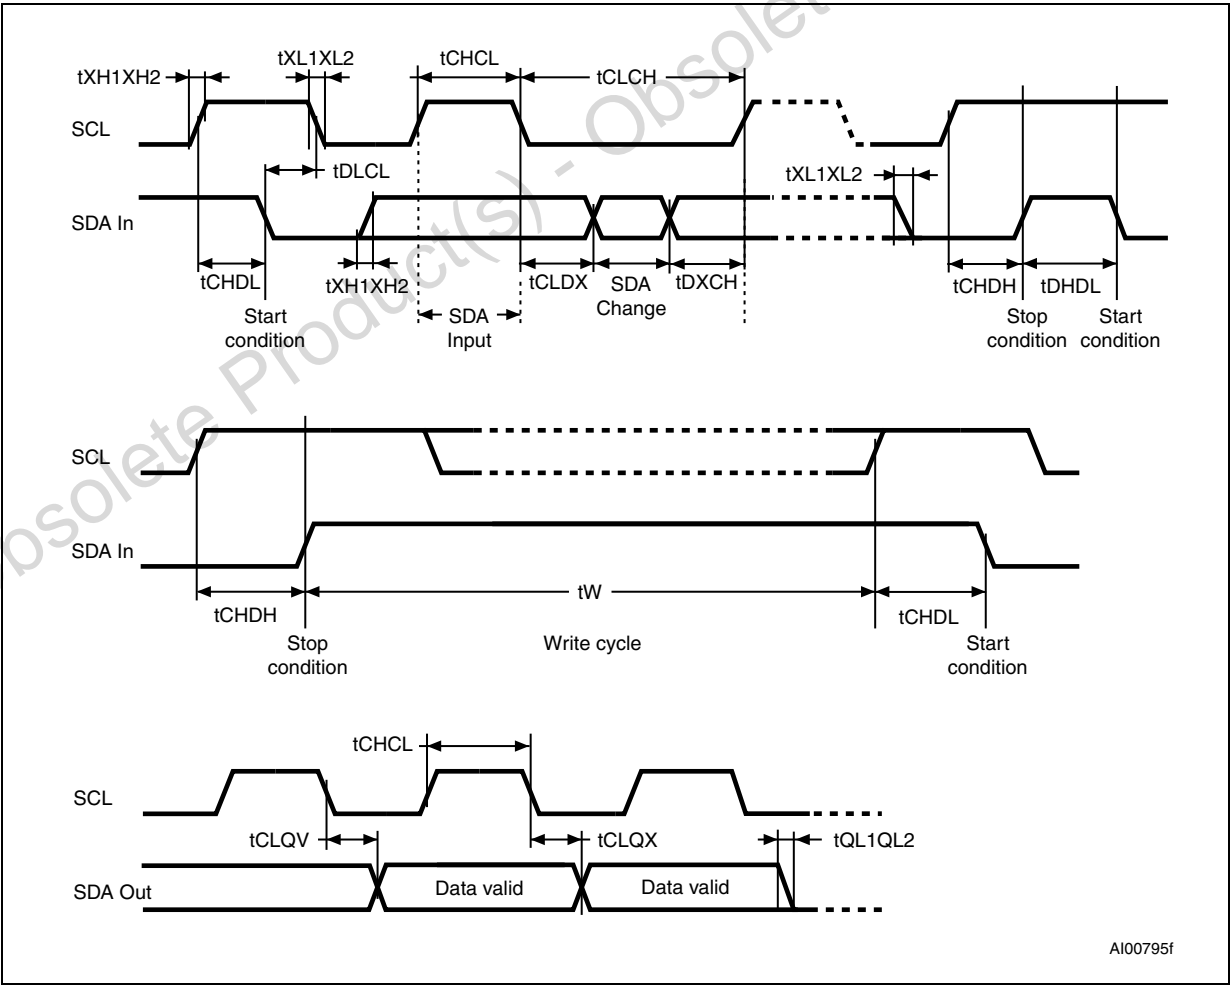 tXH1XH2
tXL1XL2
tCHCL
tCLCH
SCL
tDLCL
tXL1XL2
SDA In
tCHDL
tXH1XH2
tCLDX
SDA
Change
tDXCH
tCHDH
tDHDL
Start
condition
SDA
Input
Stop
condition
Start
condition
SCL
SDA In
tCHDH
tW
tCHDL
Stop
condition
Write cycle
Start
condition
tCHCL
SCL
tCLQV
tCLQX
tQL1QL2
SDA Out
Data valid
Data valid
AI00795f
bsolete Product(s) - Obsolet